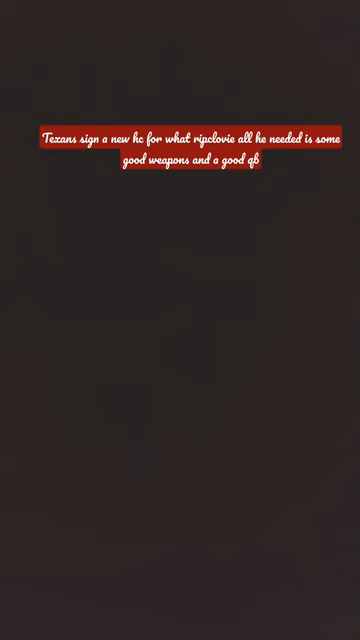 Texans sign a new hc for what ripclovie all he needed is some
good weapons and a good qb